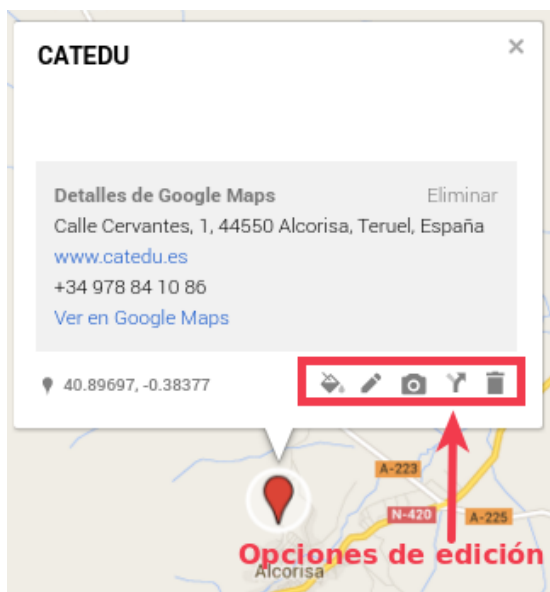 CATEDU
Detalles de Google Maps
Eliminar
Calle Cervantes, 1, 44550 Alcorisa, Teruel, España
www.catedu.es
+34 978 84 10 86
Ver en Google Maps
40.89697, -0.38377
A-223
N-420
A-225
Opciones de edición
Alcorisa